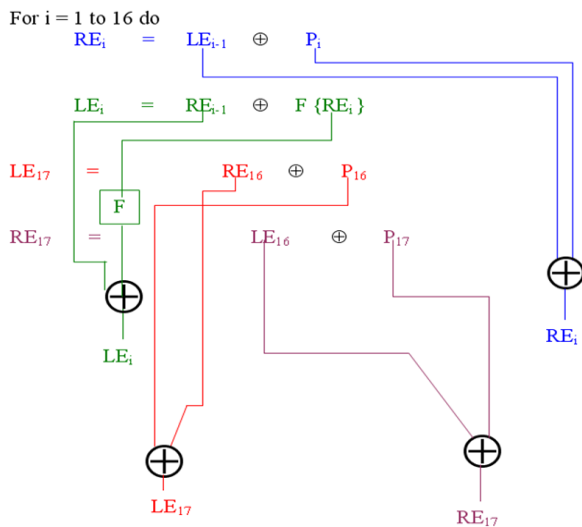 For i = 1 to 16 do
REi = LEi-1 ⊕ Pi
LEi = REi-1 ⊕ F {REi}
LE17 = RE16 ⊕ P16
F
RE17 = LE16 ⊕ P17
REi
LEi
LE17
RE17